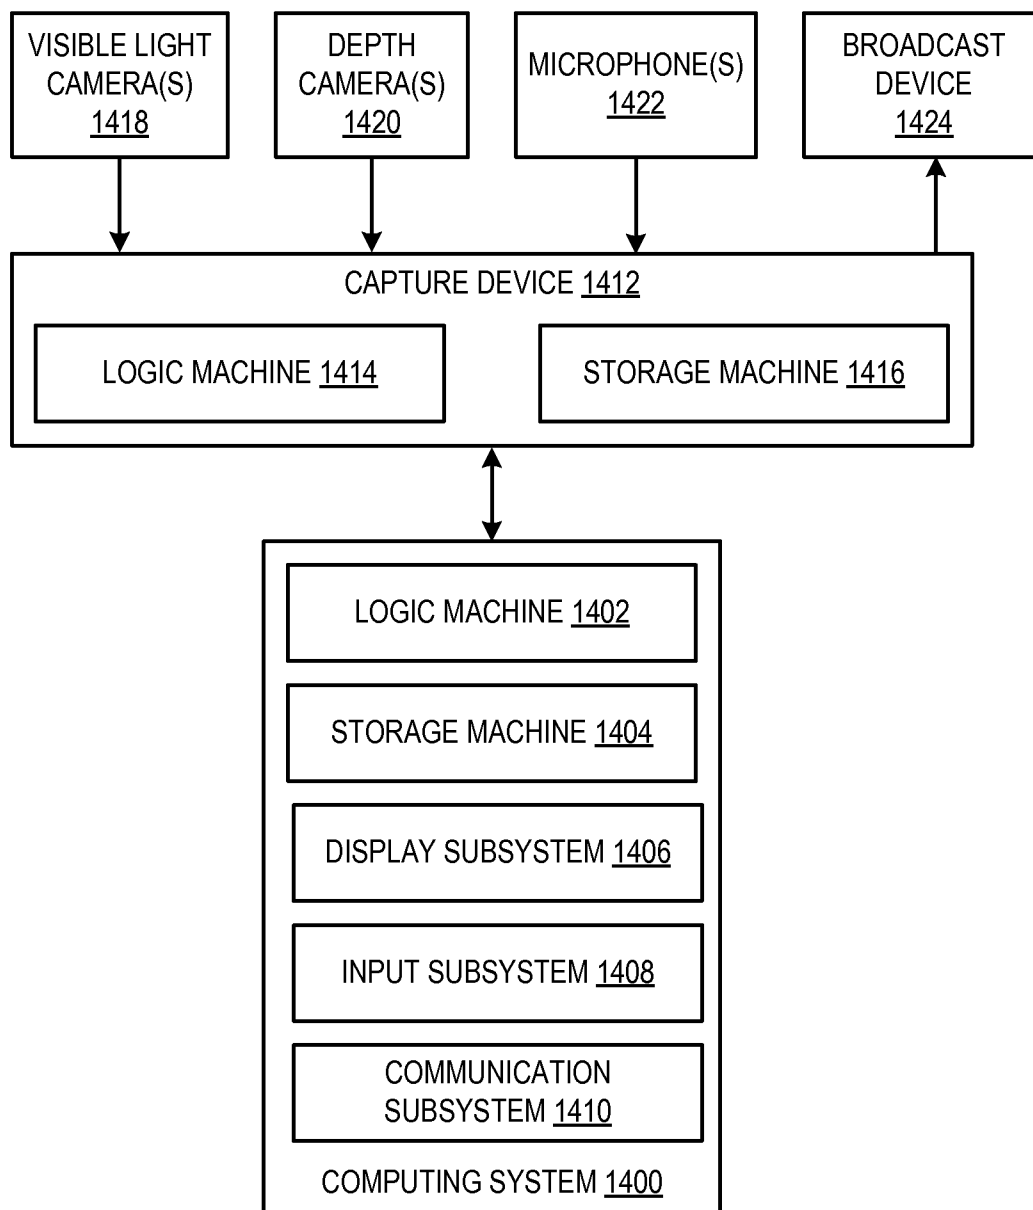 VISIBLE LIGHT
CAMERA(S)
1418
DEPTH
CAMERA(S)
1420
MICROPHONE(S)
1422
BROADCAST
DEVICE
1424
CAPTURE DEVICE 1412
LOGIC MACHINE 1414
STORAGE MACHINE 1416
LOGIC MACHINE 1402
STORAGE MACHINE 1404
DISPLAY SUBSYSTEM 1406
INPUT SUBSYSTEM 1408
COMMUNICATION
SUBSYSTEM 1410
COMPUTING SYSTEM 1400